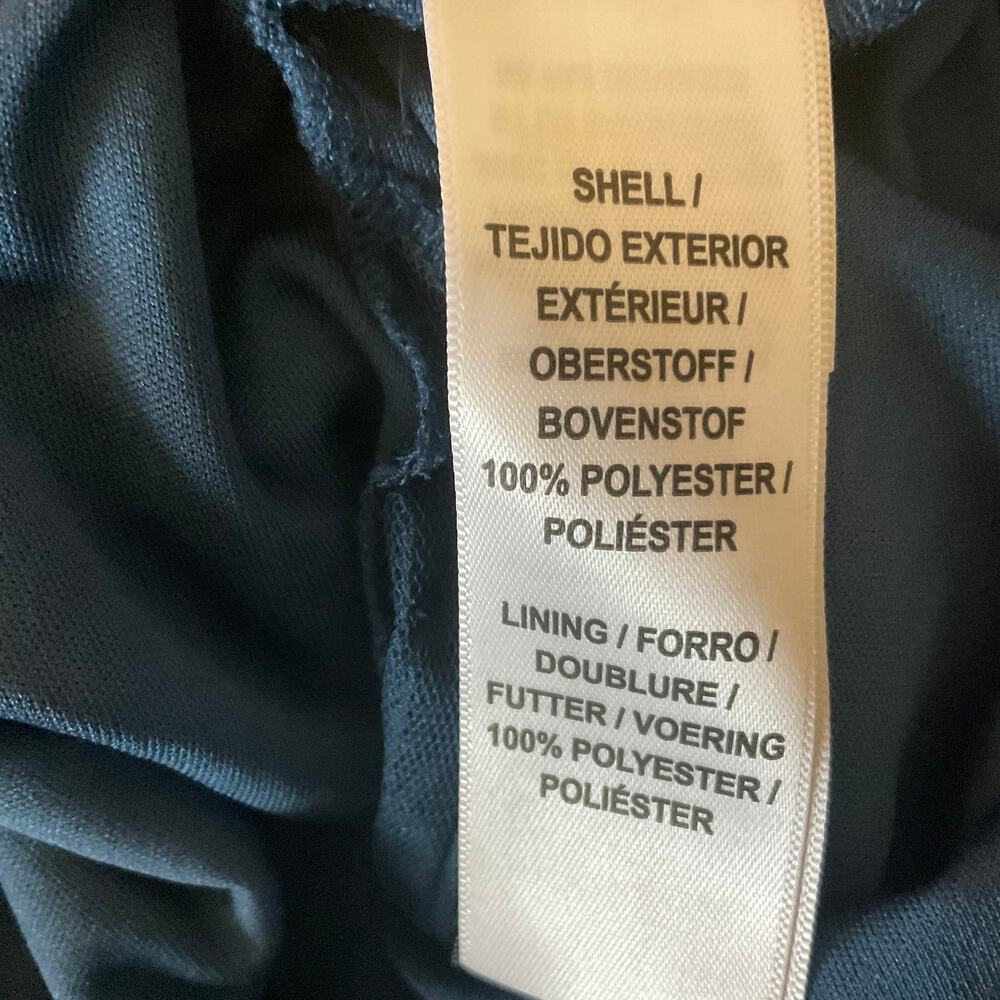 SHELL /
TEJIDO EXTERIOR
EXTÉRIEUR /
OBERSTOFF /
BOVENSTOF
100% POLYESTER /
POLIÉSTER
LINING / FORRO /
DOUBLURE /
FUTTER / VOERING
100% POLYESTER /
POLIÉSTER